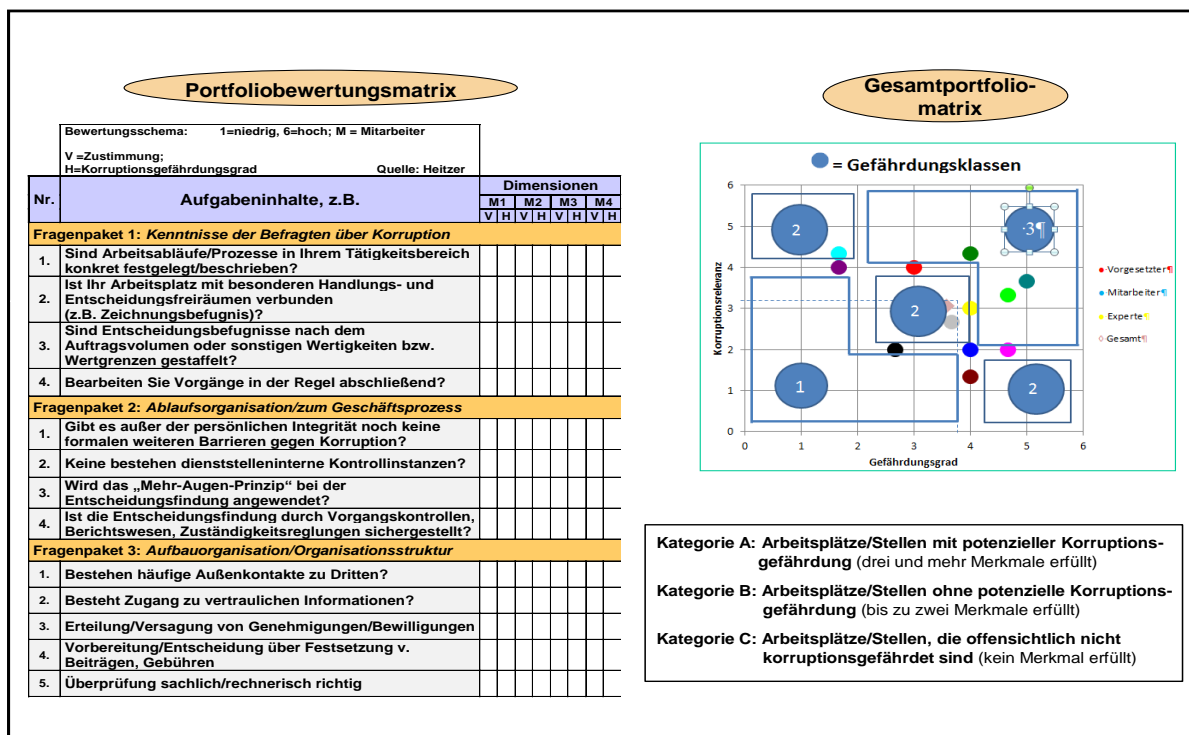 Portfoliobewertungsmatrix
Bewertungsschema: 1=niedrig, 6=hoch; M = Mitarbeiter
V =Zustimmung;
H=Korruptionsgefährdungsgrad Quelle: Heitzer
Nr. Aufgabeninhalte, z.B. Dimensionen
M1 M2 M3 M4
V H V H V H V H
Fragenpaket 1: Kenntnisse der Befragten über Korruption
1. Sind Arbeitsabläufe/Prozesse in Ihrem Tätigkeitsbereich
konkret festgelegt/beschrieben?
2. Ist Ihr Arbeitsplatz mit besonderen Handlungs- und
Entscheidungsfreiräumen verbunden
(z.B. Zeichnungsbefugnis)?
3. Sind Entscheidungsbefugnisse nach dem
Auftragsvolumen oder sonstigen Wertigkeiten bzw.
Wertgrenzen gestaffelt?
4. Bearbeiten Sie Vorgänge in der Regel abschließend?
Fragenpaket 2: Ablaufsorganisation/zum Geschäftsprozess
1. Gibt es außer der persönlichen Integrität noch keine
formalen weiteren Barrieren gegen Korruption?
2. Keine bestehen dienststelleninterne Kontrollinstanzen?
3. Wird das „Mehr-Augen-Prinzip“ bei der
Entscheidungsfindung angewendet?
4. Ist die Entscheidungsfindung durch Vorgangskontrollen,
Berichtswesen, Zuständigkeitsreglungen sichergestellt?
Fragenpaket 3: Aufbauorganisation/Organisationsstruktur
1. Bestehen häufige Außenkontakte zu Dritten?
2. Besteht Zugang zu vertraulichen Informationen?
3. Erteilung/Versagung von Genehmigungen/Bewilligungen
4. Vorbereitung/Entscheidung über Festsetzung v.
Beiträgen, Gebühren
5. Überprüfung sachlich/rechnerisch richtig
Gesamtportfolio-
matrix
= Gefährdungsklassen
6
5
4
3
2
1
0
Korruptionsrelevanz
2
·3¶
2
1
2
0 1 2 3 4 5 6
Gefährdungsgrad
Vorgesetzter¶
Mitarbeiter¶
Experte¶
Gesamt¶
Kategorie A: Arbeitsplätze/Stellen mit potenzieller Korruptions-
gefährdung (drei und mehr Merkmale erfüllt)
Kategorie B: Arbeitsplätze/Stellen ohne potenzielle Korruptions-
gefährdung (bis zu zwei Merkmale erfüllt)
Kategorie C: Arbeitsplätze/Stellen, die offensichtlich nicht
korruptionsgefährdet sind (kein Merkmal erfüllt)